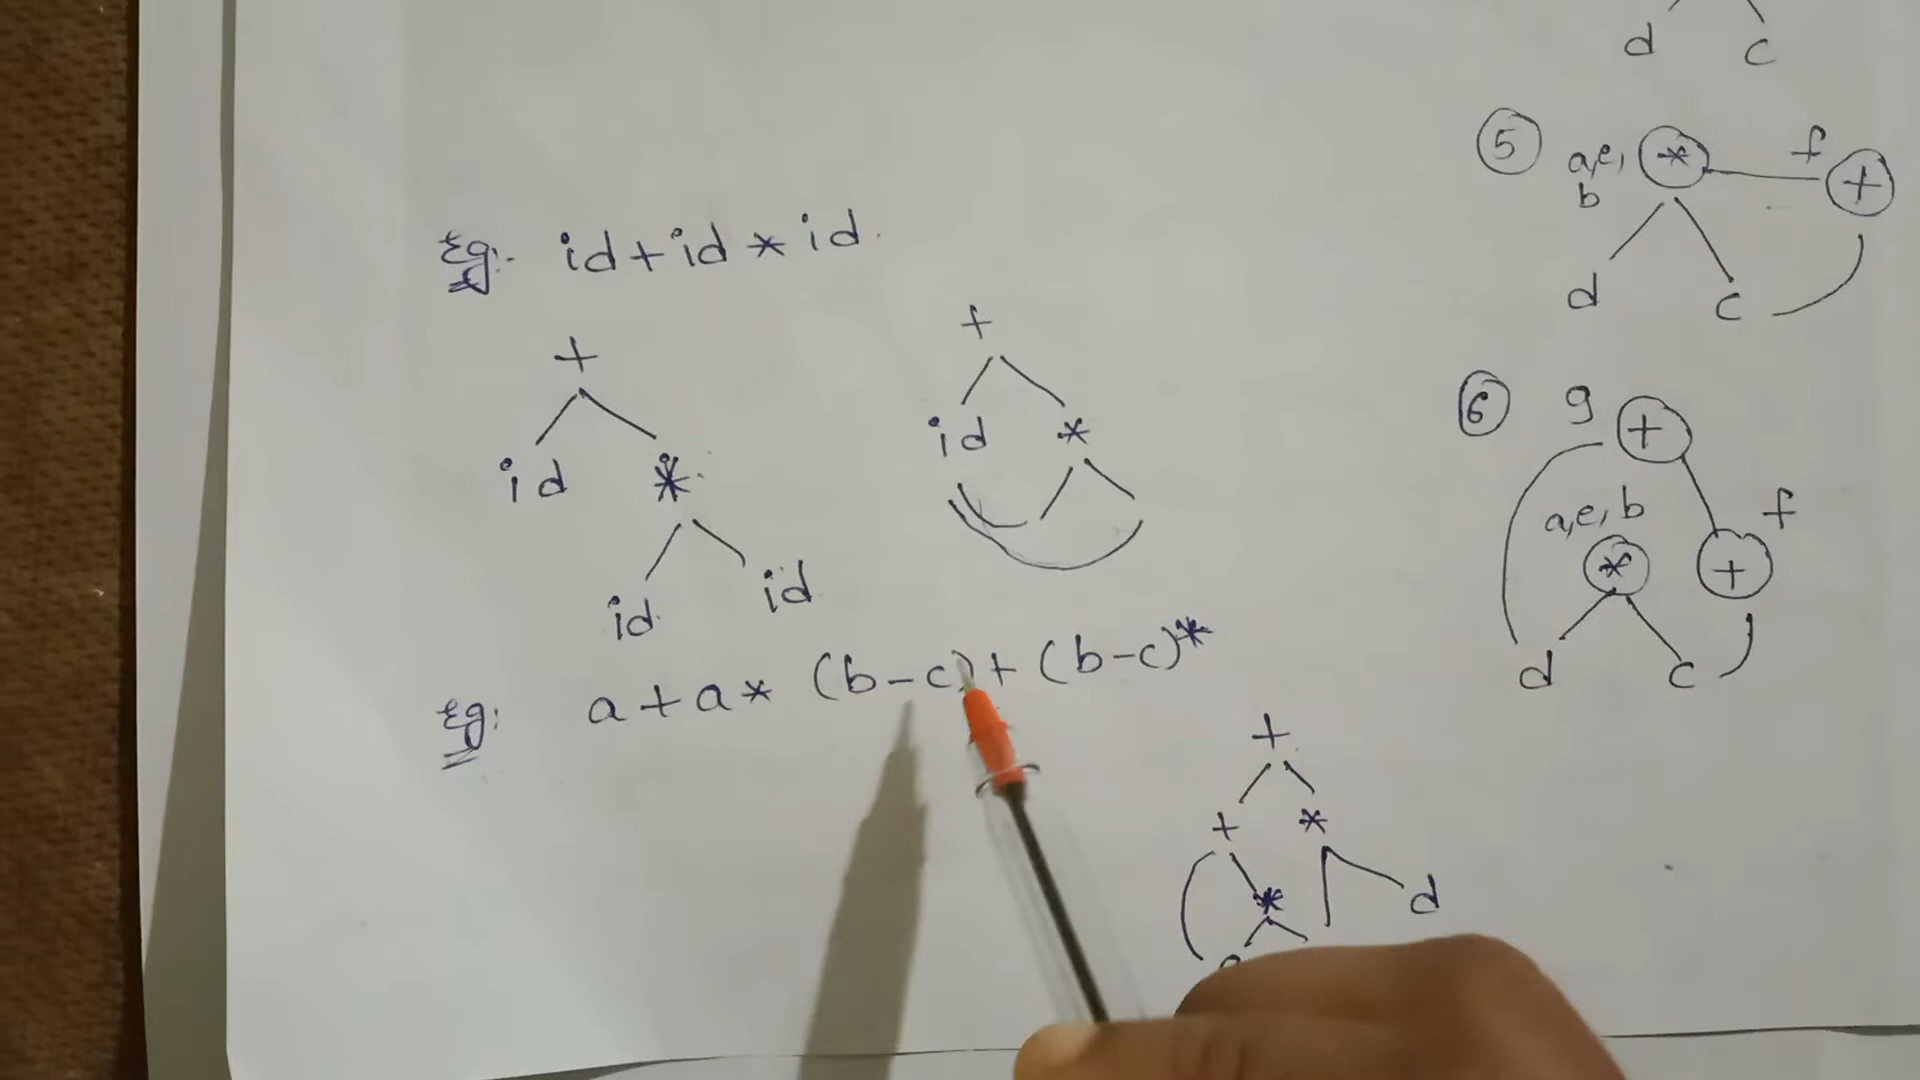 Eg:- id + id * id.
+
id *
id id
+
id *
Eg: a + a * (b - c) + (b - c) *
+
+ *
* d
d c
5 a,e, * f +
b
d c
6 g +
a,e,b f
* +
d c